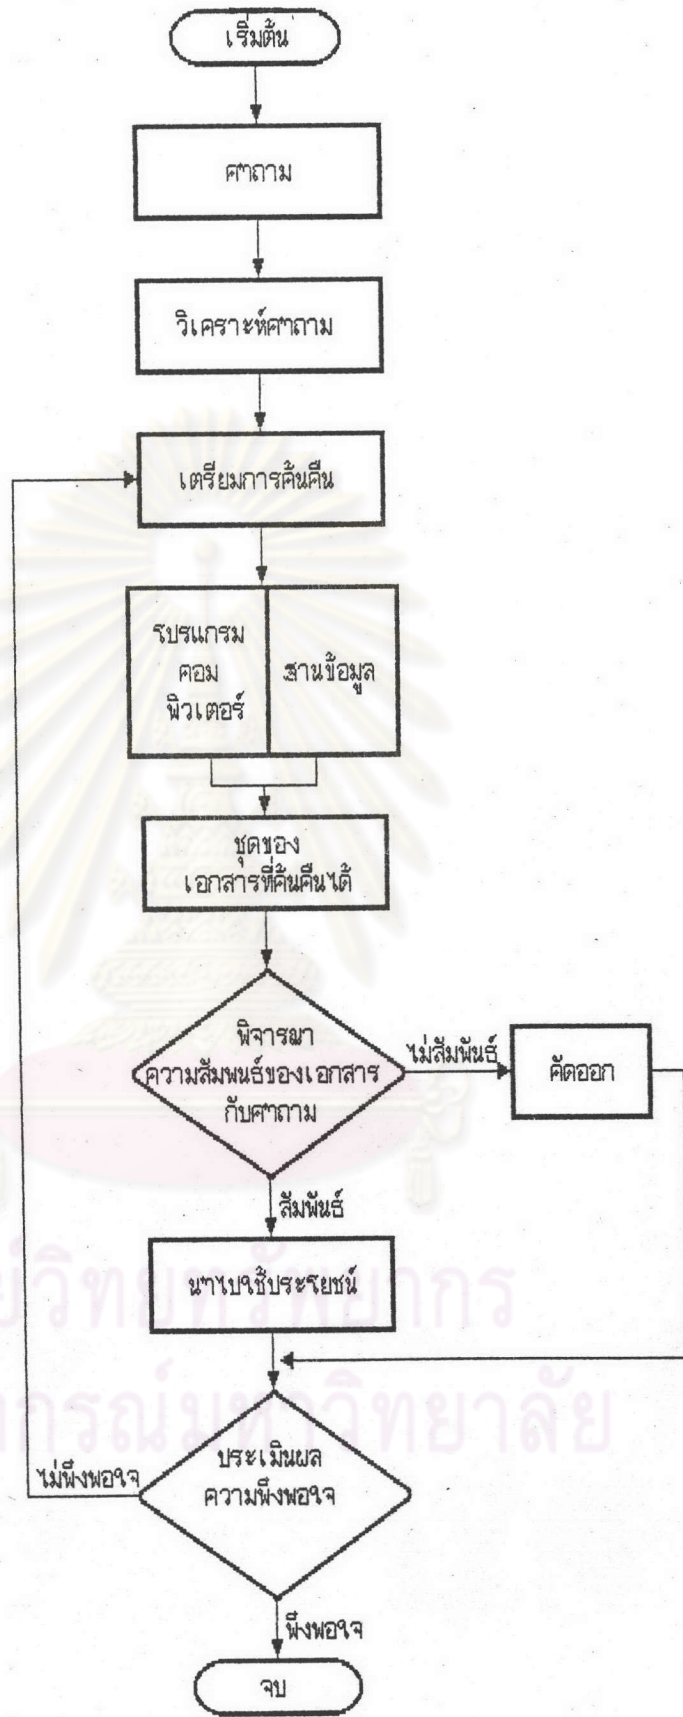 เริ่มต้น
คำถาม
วิเคราะห์คำถาม
เตรียมการค้นคืน
โปรแกรม
คอม
พิวเตอร์
ฐานข้อมูล
ชุดของ
เอกสารที่ค้นคืนได้
พิจารณา
ความสัมพนธ์ของเอกสาร
กับคำถาม
ไม่สัมพันธ์
คัดออก
สัมพันธ์
นำไปใช้ประโยชน์
ประเมินผล
ความพึงพอใจ
ไม่พึงพอใจ
พึงพอใจ
จบ